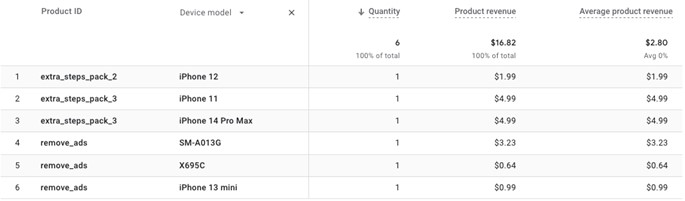 Product ID Device model Quantity Product revenue Average product revenue
6 $16.82 $2.80
100% of total 100% of total Avg 0%
1 extra_steps_pack_2 iPhone 12 1 $1.99 $1.99
2 extra_steps_pack_3 iPhone 11 1 $4.99 $4.99
3 extra_steps_pack_3 iPhone 14 Pro Max 1 $4.99 $4.99
4 remove_ads SM-A013G 1 $3.23 $3.23
5 remove_ads X695C 1 $0.64 $0.64
6 remove_ads iPhone 13 mini 1 $0.99 $0.99